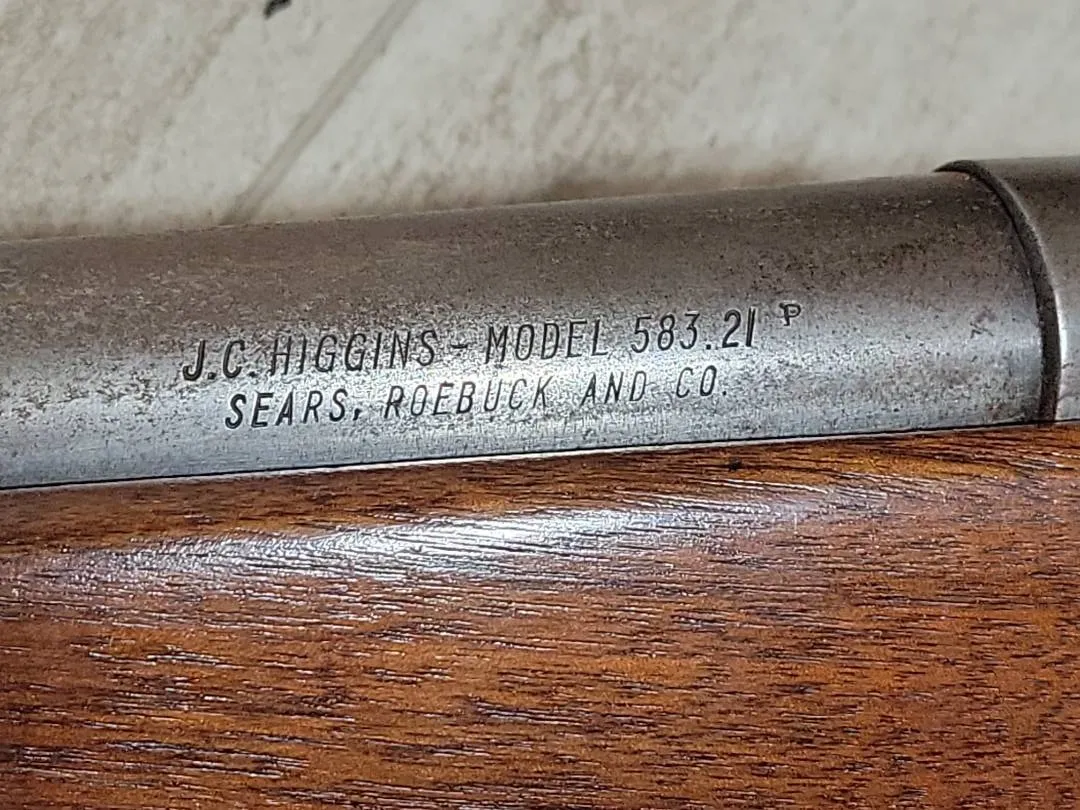 J.C. HIGGINS - MODEL 583.21 P
SEARS, ROEBUCK AND CO.